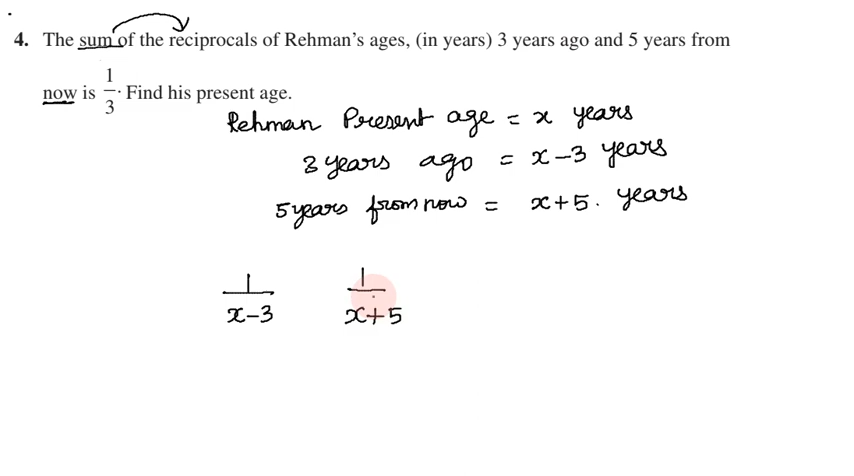 4. The sum of the reciprocals of Rehman's ages, (in years) 3 years ago and 5 years from
now is 1/3. Find his present age.
Rehman Present age = x years
3 years ago = x-3 years
5 years from now = x+5. years
1/(x-3) 1/(x+5)